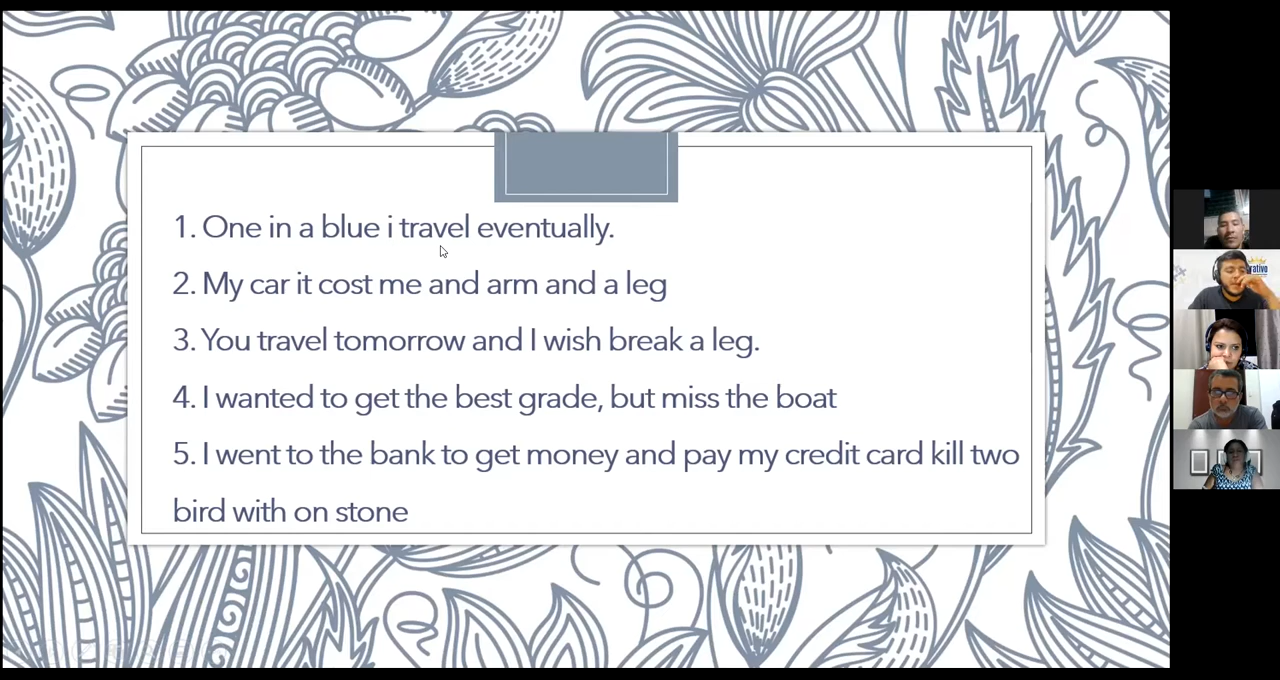 1. One in a blue i travel eventually.
2. My car it cost me and arm and a leg
3. You travel tomorrow and I wish break a leg.
4. I wanted to get the best grade, but miss the boat
5. I went to the bank to get money and pay my credit card kill two
bird with on stone
rativo